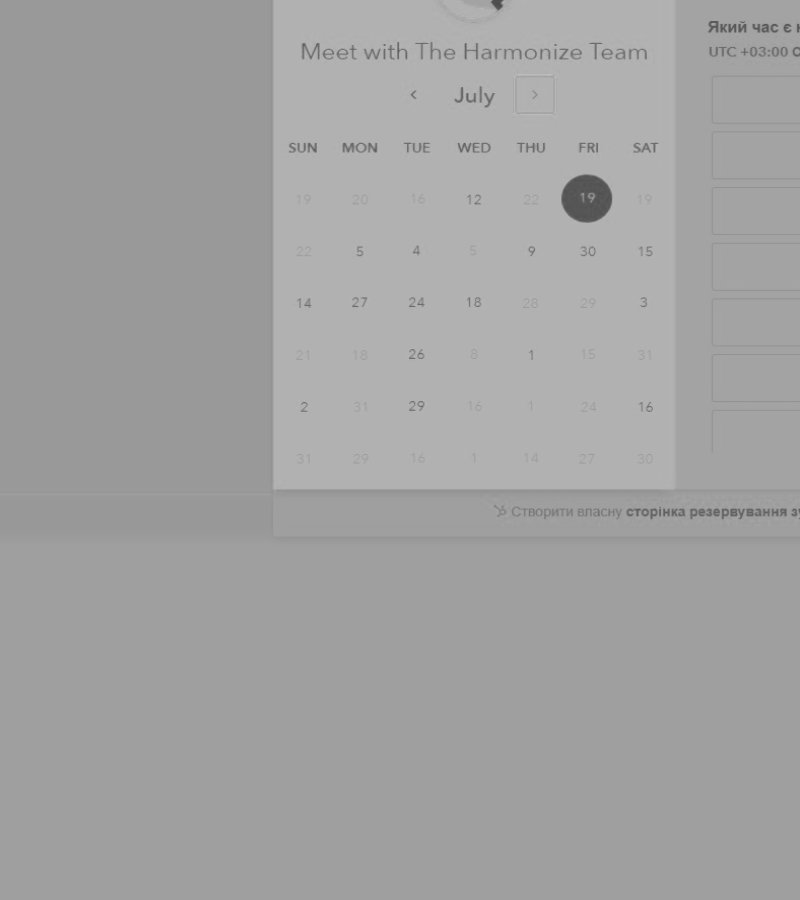 Meet with The Harmonize Team
July
SUN MON TUE WED THU FRI SAT
19 20 16 12 22 19 19
22 5 4 5 9 30 15
14 27 24 18 28 29 3
21 18 26 8 1 15 31
2 31 29 16 1 24 16
31 29 16 1 14 27 30
Який час є
UTC +03:00
Створити власну сторінка резервування